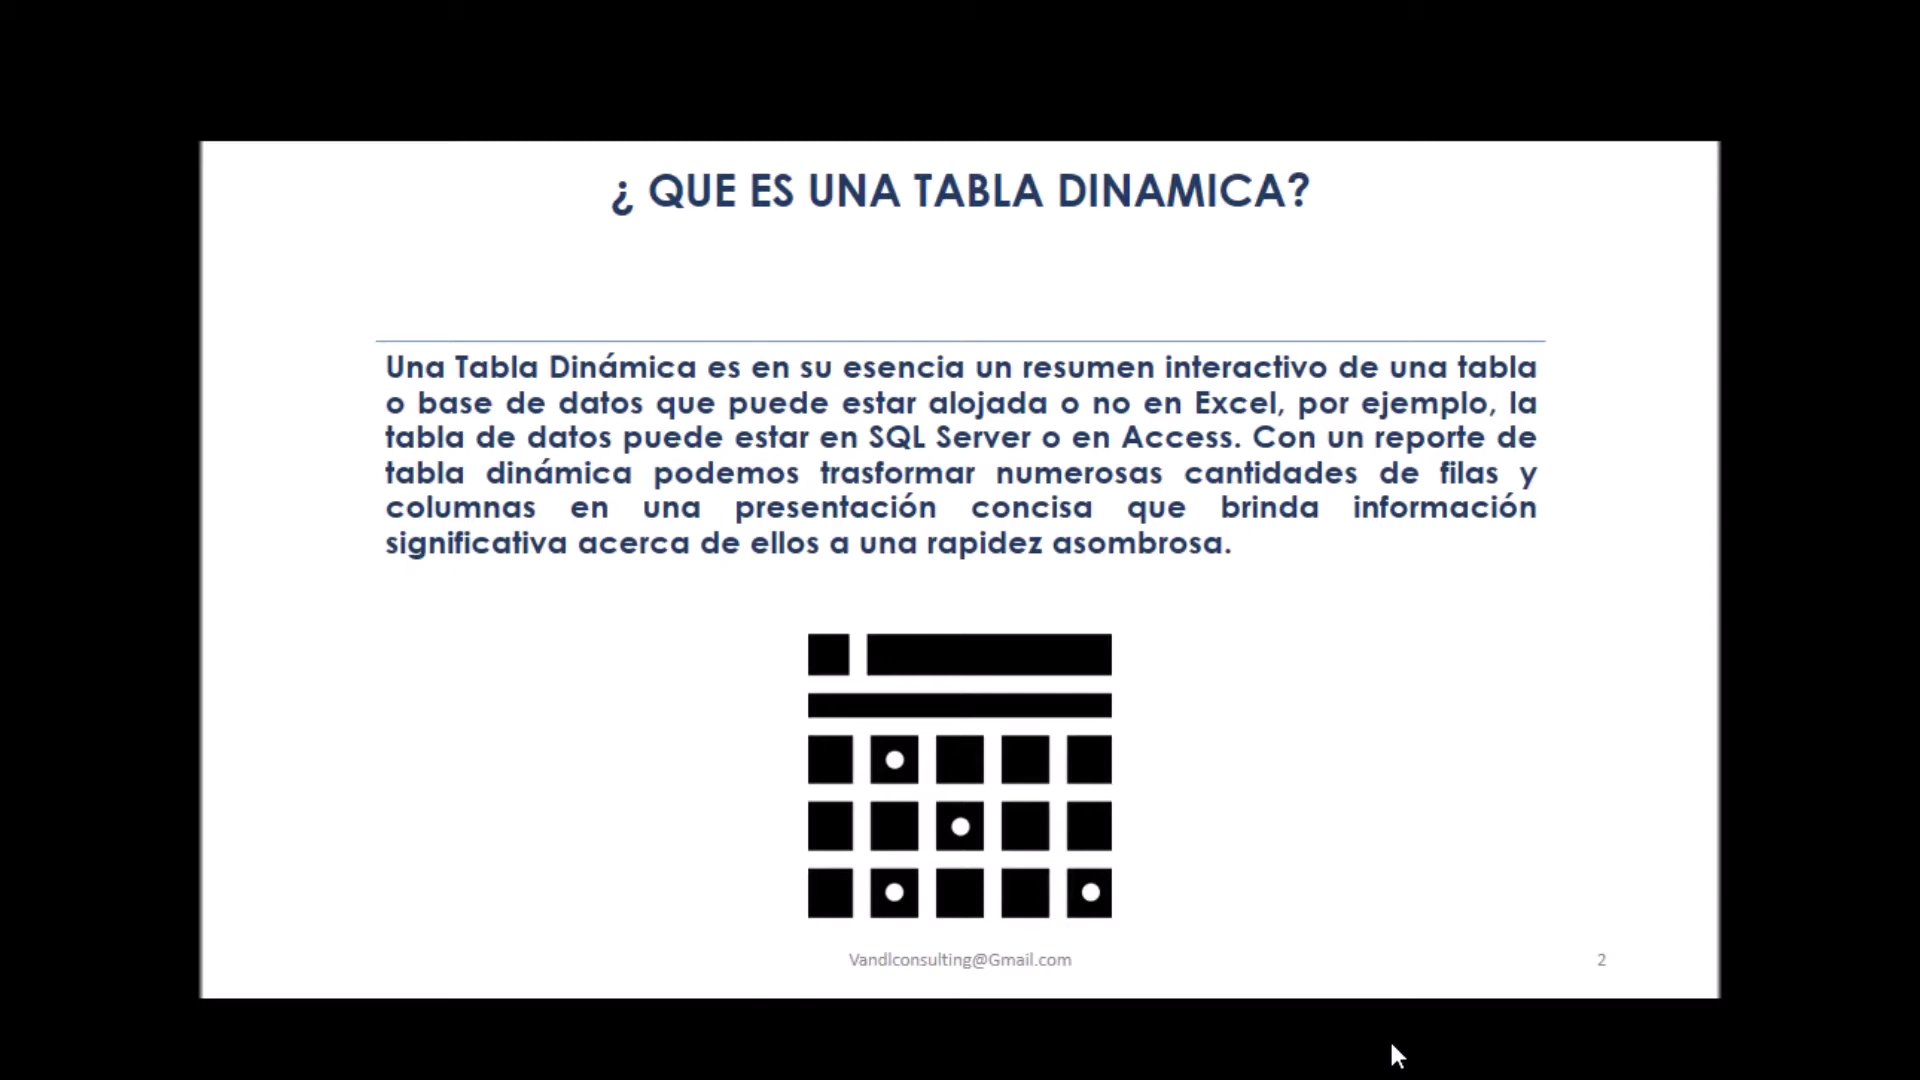 ¿ QUE ES UNA TABLA DINAMICA?
Una Tabla Dinámica es en su esencia un resumen interactivo de una tabla
o base de datos que puede estar alojada o no en Excel, por ejemplo, la
tabla de datos puede estar en SQL Server o en Access. Con un reporte de
tabla dinámica podemos trasformar numerosas cantidades de filas y
columnas en una presentación concisa que brinda información
significativa acerca de ellos a una rapidez asombrosa.
Vandlconsulting@Gmail.com
2